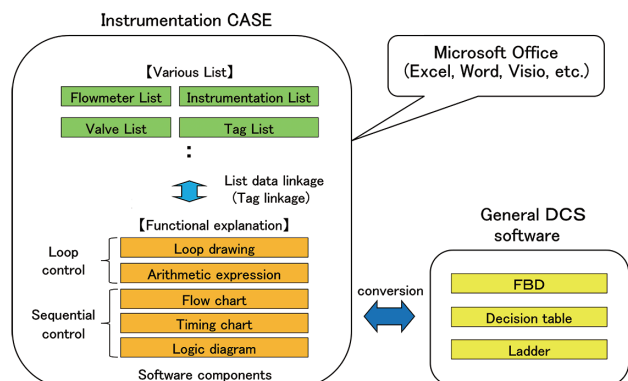 Instrumentation CASE
Microsoft Office
(Excel, Word, Visio, etc.)
【Various List】
Flowmeter List
Instrumentation List
Valve List
Tag List
:
List data linkage
(Tag linkage)
【Functional explanation】
Loop
control
Loop drawing
Arithmetic expression
Sequential
control
Flow chart
Timing chart
Logic diagram
Software components
conversion
General DCS
software
FBD
Decision table
Ladder